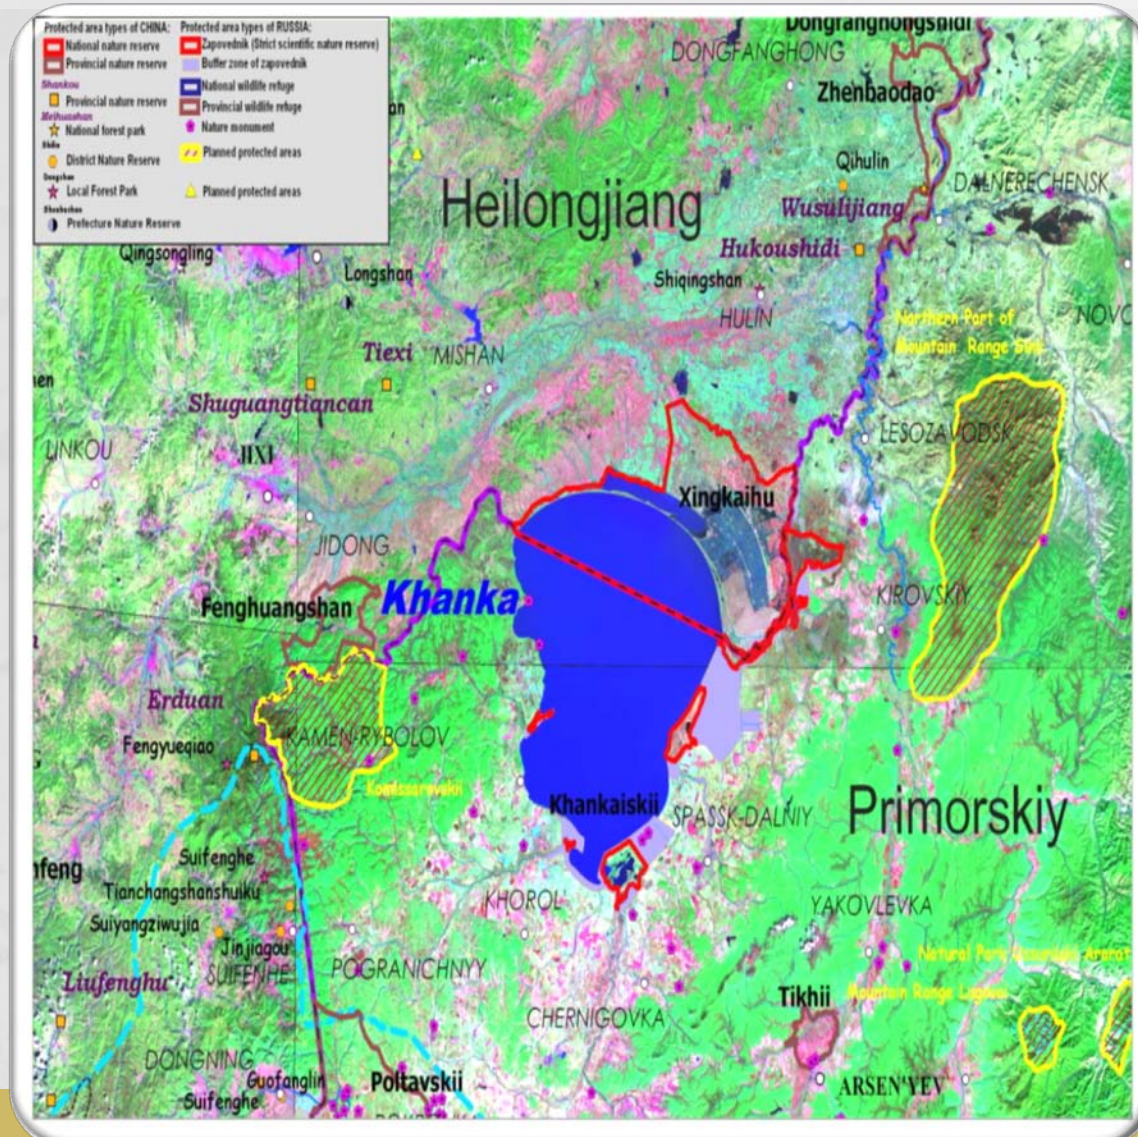 Protected area types of CHINA:
National nature reserve
Provincial nature reserve
Shankou
Provincial nature reserve
Meihuashan
National forest park
District Nature Reserve
Local Forest Park
Prefecture Nature Reserve
Protected area types of RUSSIA:
Zapovednik (Strict scientific nature reserve)
Buffer zone of zapovednik
National wildlife refuge
Provincial wildlife refuge
Nature monument
Planned protected areas
Planned protected areas
Dongfanghongshidi
DONGFANGHONG
Zhenbaodao
Qihulin
DALNERECHENSK
Heilongjiang
Wusulijiang
Hukoushidi
Qingsongling
Longshan
Shiqingshan
HULIN
Northern Part of
Mountain Range
Tiexi
MISHAN
Shuguangtiancan
LESOZAVODSK
LINKOU
JIXI
Xingkaihu
JIDONG
Khanka
KIROVSKIY
Fenghuangshan
Erduan
Fengyueqiao
KAMEN-RYBOLOV
Khankaiskii
SPASSK-DALNIY
Primorskiy
Suifenghe
Tianchangshanshuiku
Suiyangziwujia
KHOROL
YAKOVLEVKA
Jinjiagou
SUIFENHE
POGRANICHNYY
Liufenghu
Natural Park
Tikhii
Mountain Range
CHERNIGOVKA
DONGNING
Guofanglin
Suifenghe
Poltavskii
ARSEN'YEV